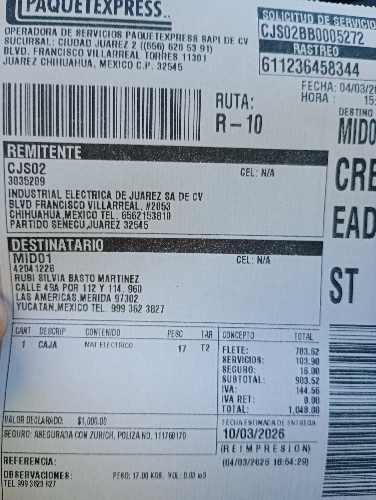 PAQUETEXPRESS..
OPERADORA DE SERVICIOS PAQUETEXPRESS SAPI DE CV
SUCURSAL: CIUDAD JUAREZ 2 ((656) 620 53 91)
BLVD. FRANCISCO VILLARREAL TORRES 11301
JUAREZ CHIHUAHUA, MEXICO C.P. 32545
SOLICITUD DE SERVICIO
CJS02BB0005272
RASTREO
611236458344
FECHA: 04/03/2
HORA : 15:
RUTA:
R-10
DESTINO
MID0
CRE
EAD
ST
REMITENTE
CJS02 CEL: N/A
3035209
INDUSTRIAL ELECTRICA DE JUAREZ SA DE CV
BLVD FRANCISCO VILLARREAL, #2063
CHIHUAHUA,MEXICO TEL. 6562153810
PARTIDO SENECU,JUAREZ 32545
DESTINATARIO
MID01 CEL: N/A
42041228
RUBI SILVIA BASTO MARTINEZ
CALLE 49A POR 112 Y 114, 960
LAS AMERICAS,MERIDA 97302
YUCATAN,MEXICO TEL. 999 362 3827
CANT DESCRIP CONTENIDO PESO TAR
1 CAJA MAT ELECTRICO 17 T2
CONCEPTO TOTAL
FLETE: 783.62
SERVICIOS: 103.90
SEGURO: 16.00
SUBTOTAL: 903.52
IVA: 144.56
IVA RET: 0.00
TOTAL: 1,048.00
VALOR DECLARADO: $1,000.00
SEGURO: ASEGURADA CON ZURICH, POLIZA NO. 111768170
FECHA ESTIMADA DE ENTREGA
10/03/2026
(REIMPRESION)
(04/03/2026 16:54:29)
REFERENCIA:
OBSERVACIONES: PESO: 17.00 KGS VOL: 0.03 m3
TEL 999 3623 827